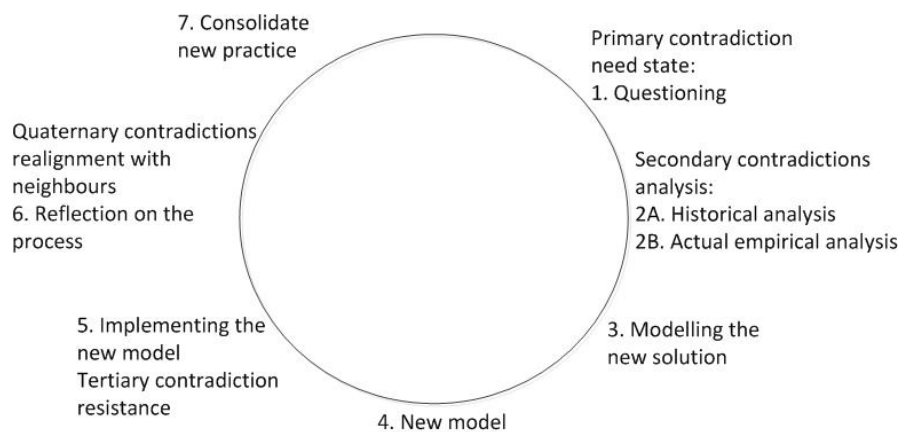 7. Consolidate
new practice
Primary contradiction
need state:
1. Questioning
Quaternary contradictions
realignment with
neighbours
6. Reflection on the
process
Secondary contradictions
analysis:
2A. Historical analysis
2B. Actual empirical analysis
5. Implementing the
new model
Tertiary contradiction
resistance
3. Modelling the
new solution
4. New model